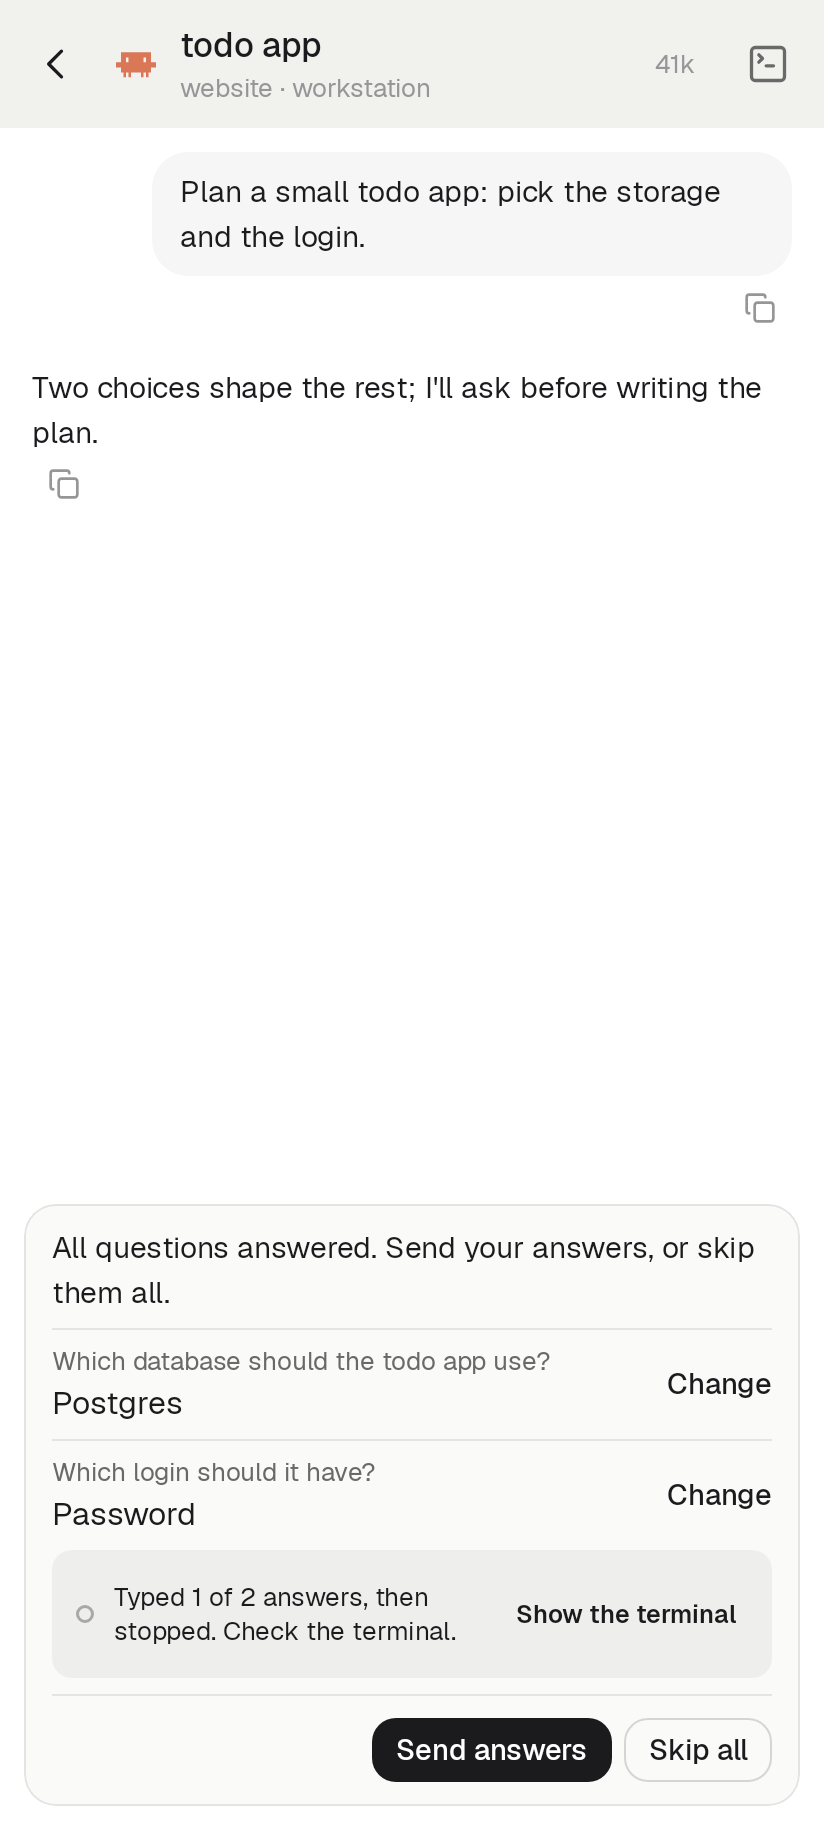 todo app
website · workstation
41k
Plan a small todo app: pick the storage
and the login.
Two choices shape the rest; I'll ask before writing the
plan.
All questions answered. Send your answers, or skip
them all.
Which database should the todo app use?
Postgres
Change
Which login should it have?
Password
Change
Typed 1 of 2 answers, then
stopped. Check the terminal.
Show the terminal
Send answers
Skip all